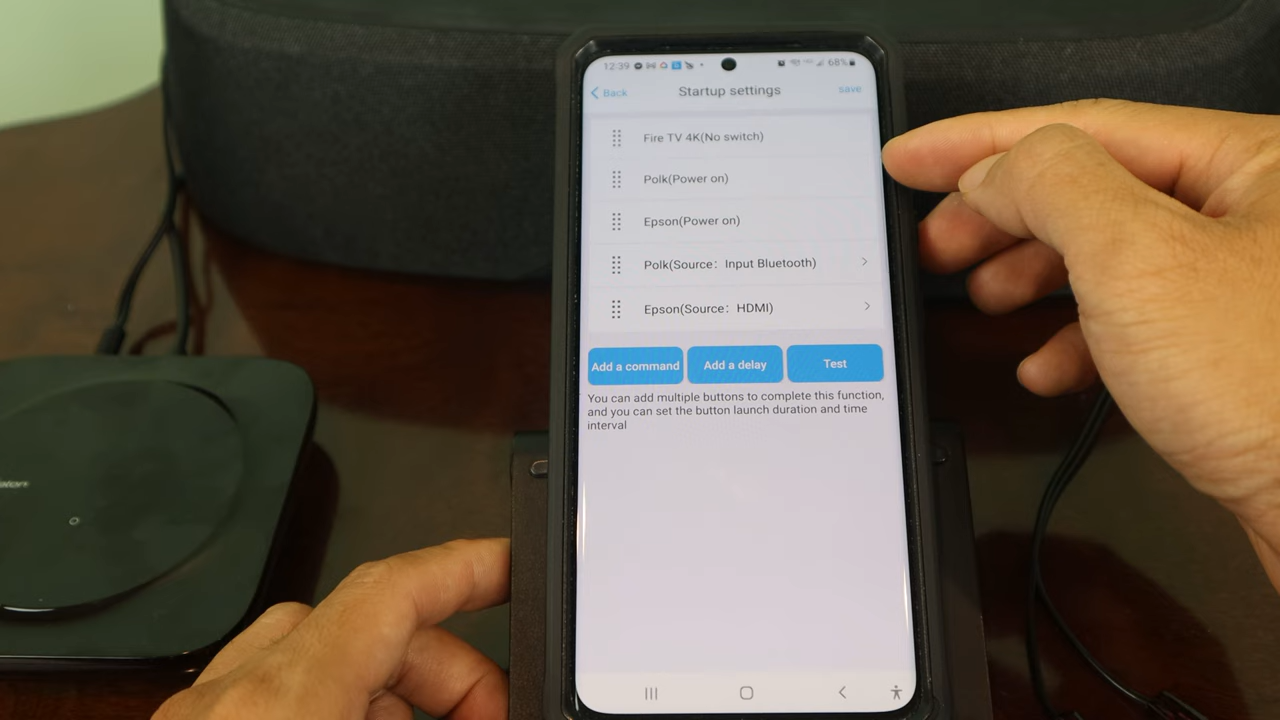 12:39
68%
Back
Startup settings
save
Fire TV 4K(No switch)
Polk(Power on)
Epson(Power on)
Polk(Source: Input Bluetooth)
Epson(Source: HDMI)
Add a command
Add a delay
Test
You can add multiple buttons to complete this function,
and you can set the button launch duration and time
interval